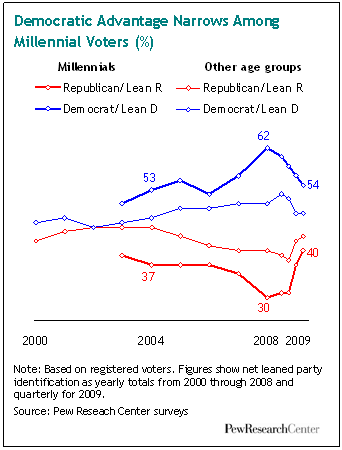 Democratic Advantage Narrows Among
Millennial Voters (%)
Millennials Other age groups
Republican/Lean R Republican/Lean R
Democrat/Lean D Democrat/Lean D
62
53
54
40
37
30
2000 2004 2008 2009
Note: Based on registered voters. Figures show net leaned party
identification as yearly totals from 2000 through 2008 and
quarterly for 2009.
Source: Pew Reseach Center surveys
PewResearchCenter